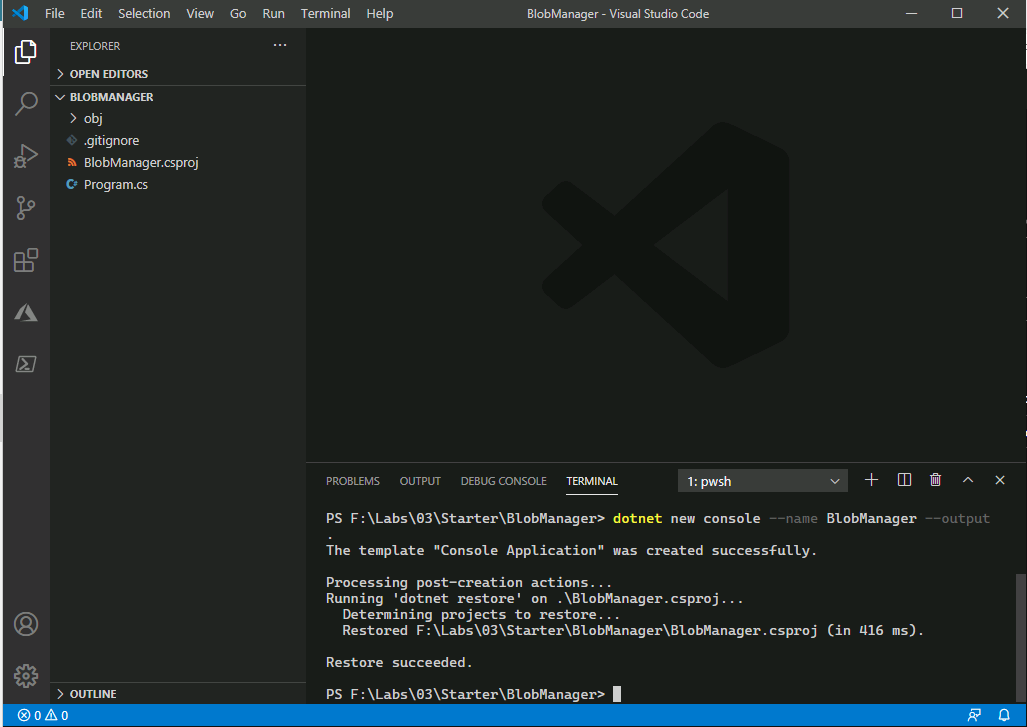 File Edit Selection View Go Run Terminal Help BlobManager - Visual Studio Code
EXPLORER
OPEN EDITORS
BLOBMANAGER
obj
.gitignore
BlobManager.csproj
Program.cs
OUTLINE
PROBLEMS OUTPUT DEBUG CONSOLE TERMINAL 1: pwsh
PS F:\Labs\03\Starter\BlobManager> dotnet new console --name BlobManager --output
.
The template "Console Application" was created successfully.
Processing post-creation actions...
Running 'dotnet restore' on .\BlobManager.csproj...
Determining projects to restore...
Restored F:\Labs\03\Starter\BlobManager\BlobManager.csproj (in 416 ms).
Restore succeeded.
PS F:\Labs\03\Starter\BlobManager>
0 0